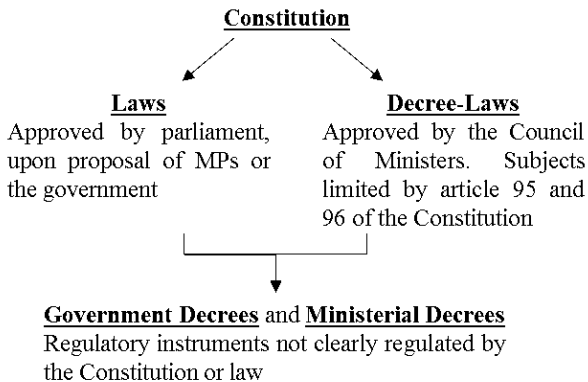 Constitution
Laws
Approved by parliament,
upon proposal of MPs or
the government
Decree-Laws
Approved by the Council
of Ministers. Subjects
limited by article 95 and
96 of the Constitution
Government Decrees and Ministerial Decrees
Regulatory instruments not clearly regulated by
the Constitution or law